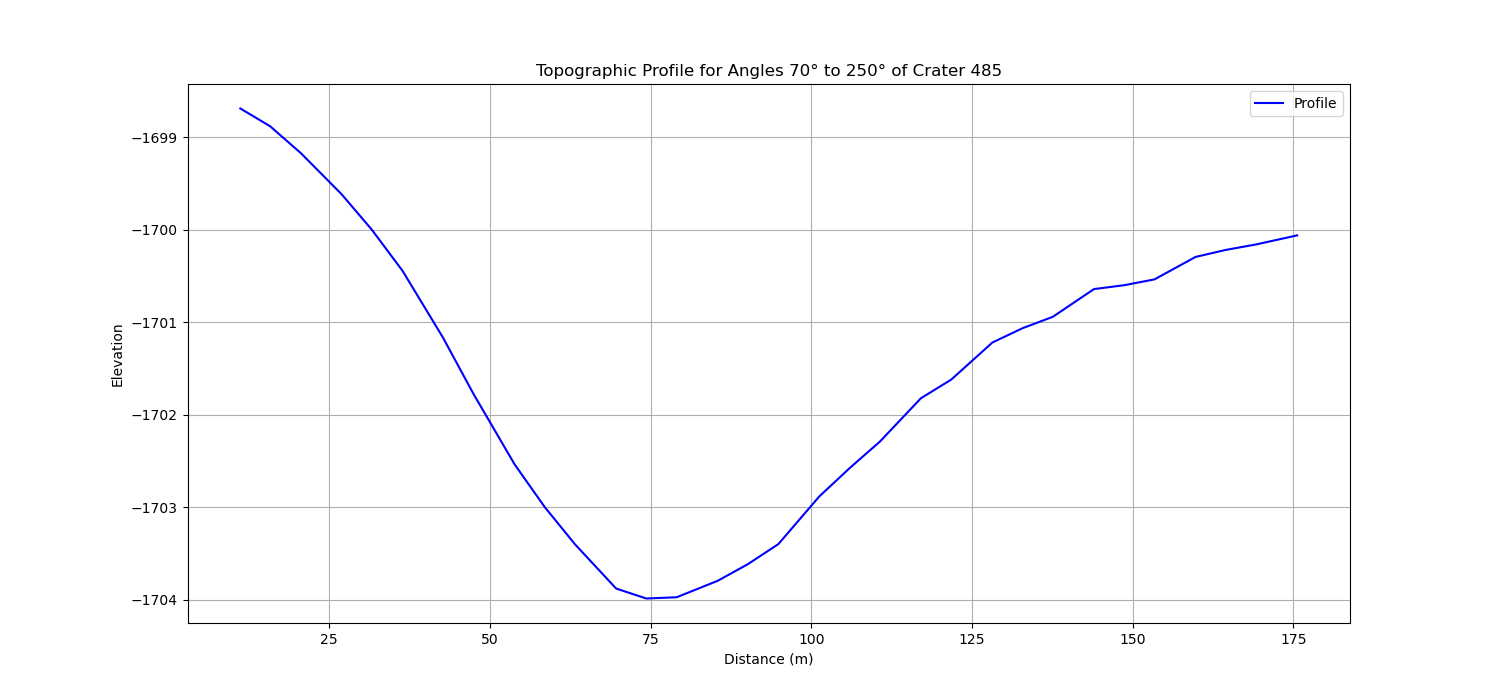 Topographic Profile for Angles 70° to 250° of Crater 485
Profile
−1699
−1700
−1701
−1702
−1703
−1704
Elevation
25 50 75 100 125 150 175
Distance (m)